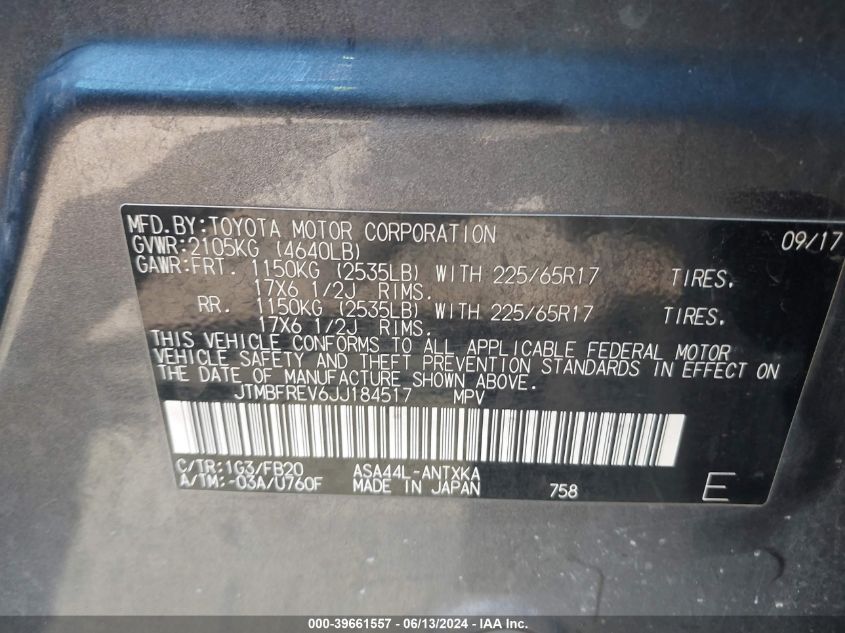 MFD.BY:TOYOTA MOTOR CORPORATION 09/17
GVWR:2105KG (4640LB)
GAWR:FRT. 1150KG (2535LB) WITH 225/65R17 TIRES.
17X6 1/2J RIMS.
RR. 1150KG (2535LB) WITH 225/65R17 TIRES.
17X6 1/2J RIMS.
THIS VEHICLE CONFORMS TO ALL APPLICABLE FEDERAL MOTOR
VEHICLE SAFETY AND THEFT PREVENTION STANDARDS IN EFFECT ON
THE DATE OF MANUFACTURE SHOWN ABOVE.
JTMBFREV6JJ184517 MPV
C/TR:1G3/FB20 ASA44L-ANTXKA
A/TM:-03A/U760F MADE IN JAPAN 758 E
000-39661557 - 06/13/2024 - IAA Inc.